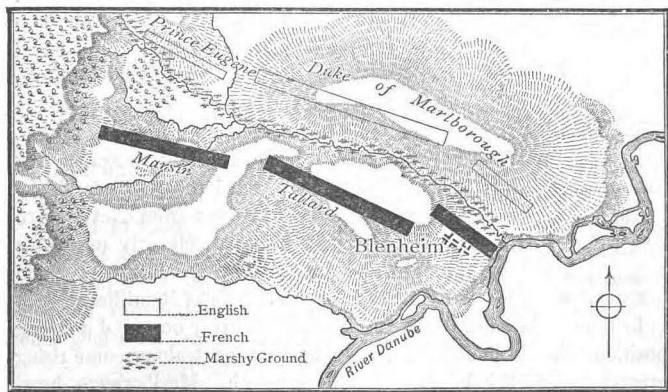 Prince Eugene
Duke of Marlborough
Marsin
Tallard
Blenheim
English
French
Marshy Ground
River Danube